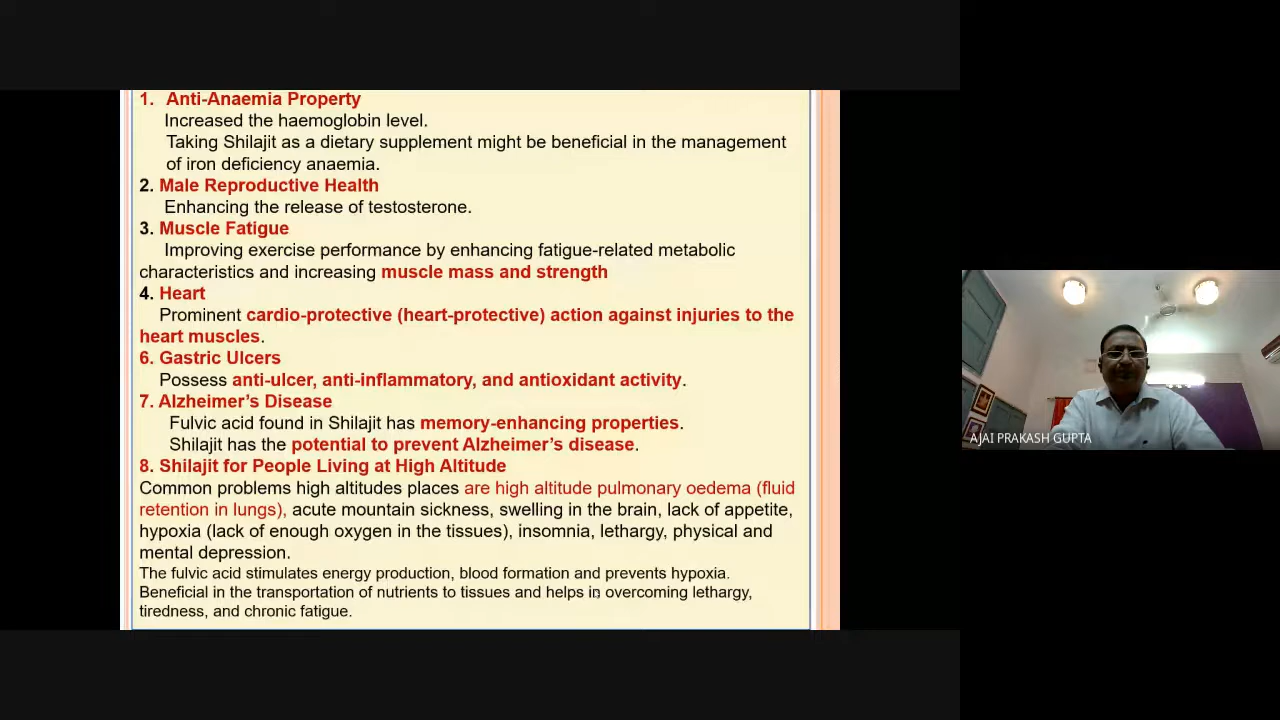 1. Anti-Anaemia Property
Increased the haemoglobin level.
Taking Shilajit as a dietary supplement might be beneficial in the management
of iron deficiency anaemia.
2. Male Reproductive Health
Enhancing the release of testosterone.
3. Muscle Fatigue
Improving exercise performance by enhancing fatigue-related metabolic
characteristics and increasing muscle mass and strength
4. Heart
Prominent cardio-protective (heart-protective) action against injuries to the
heart muscles.
6. Gastric Ulcers
Possess anti-ulcer, anti-inflammatory, and antioxidant activity.
7. Alzheimer's Disease
Fulvic acid found in Shilajit has memory-enhancing properties.
Shilajit has the potential to prevent Alzheimer's disease.
8. Shilajit for People Living at High Altitude
Common problems high altitudes places are high altitude pulmonary oedema (fluid
retention in lungs), acute mountain sickness, swelling in the brain, lack of appetite,
hypoxia (lack of enough oxygen in the tissues), insomnia, lethargy, physical and
mental depression.
The fulvic acid stimulates energy production, blood formation and prevents hypoxia.
Beneficial in the transportation of nutrients to tissues and helps in overcoming lethargy,
tiredness, and chronic fatigue.
AJAI PRAKASH GUPTA